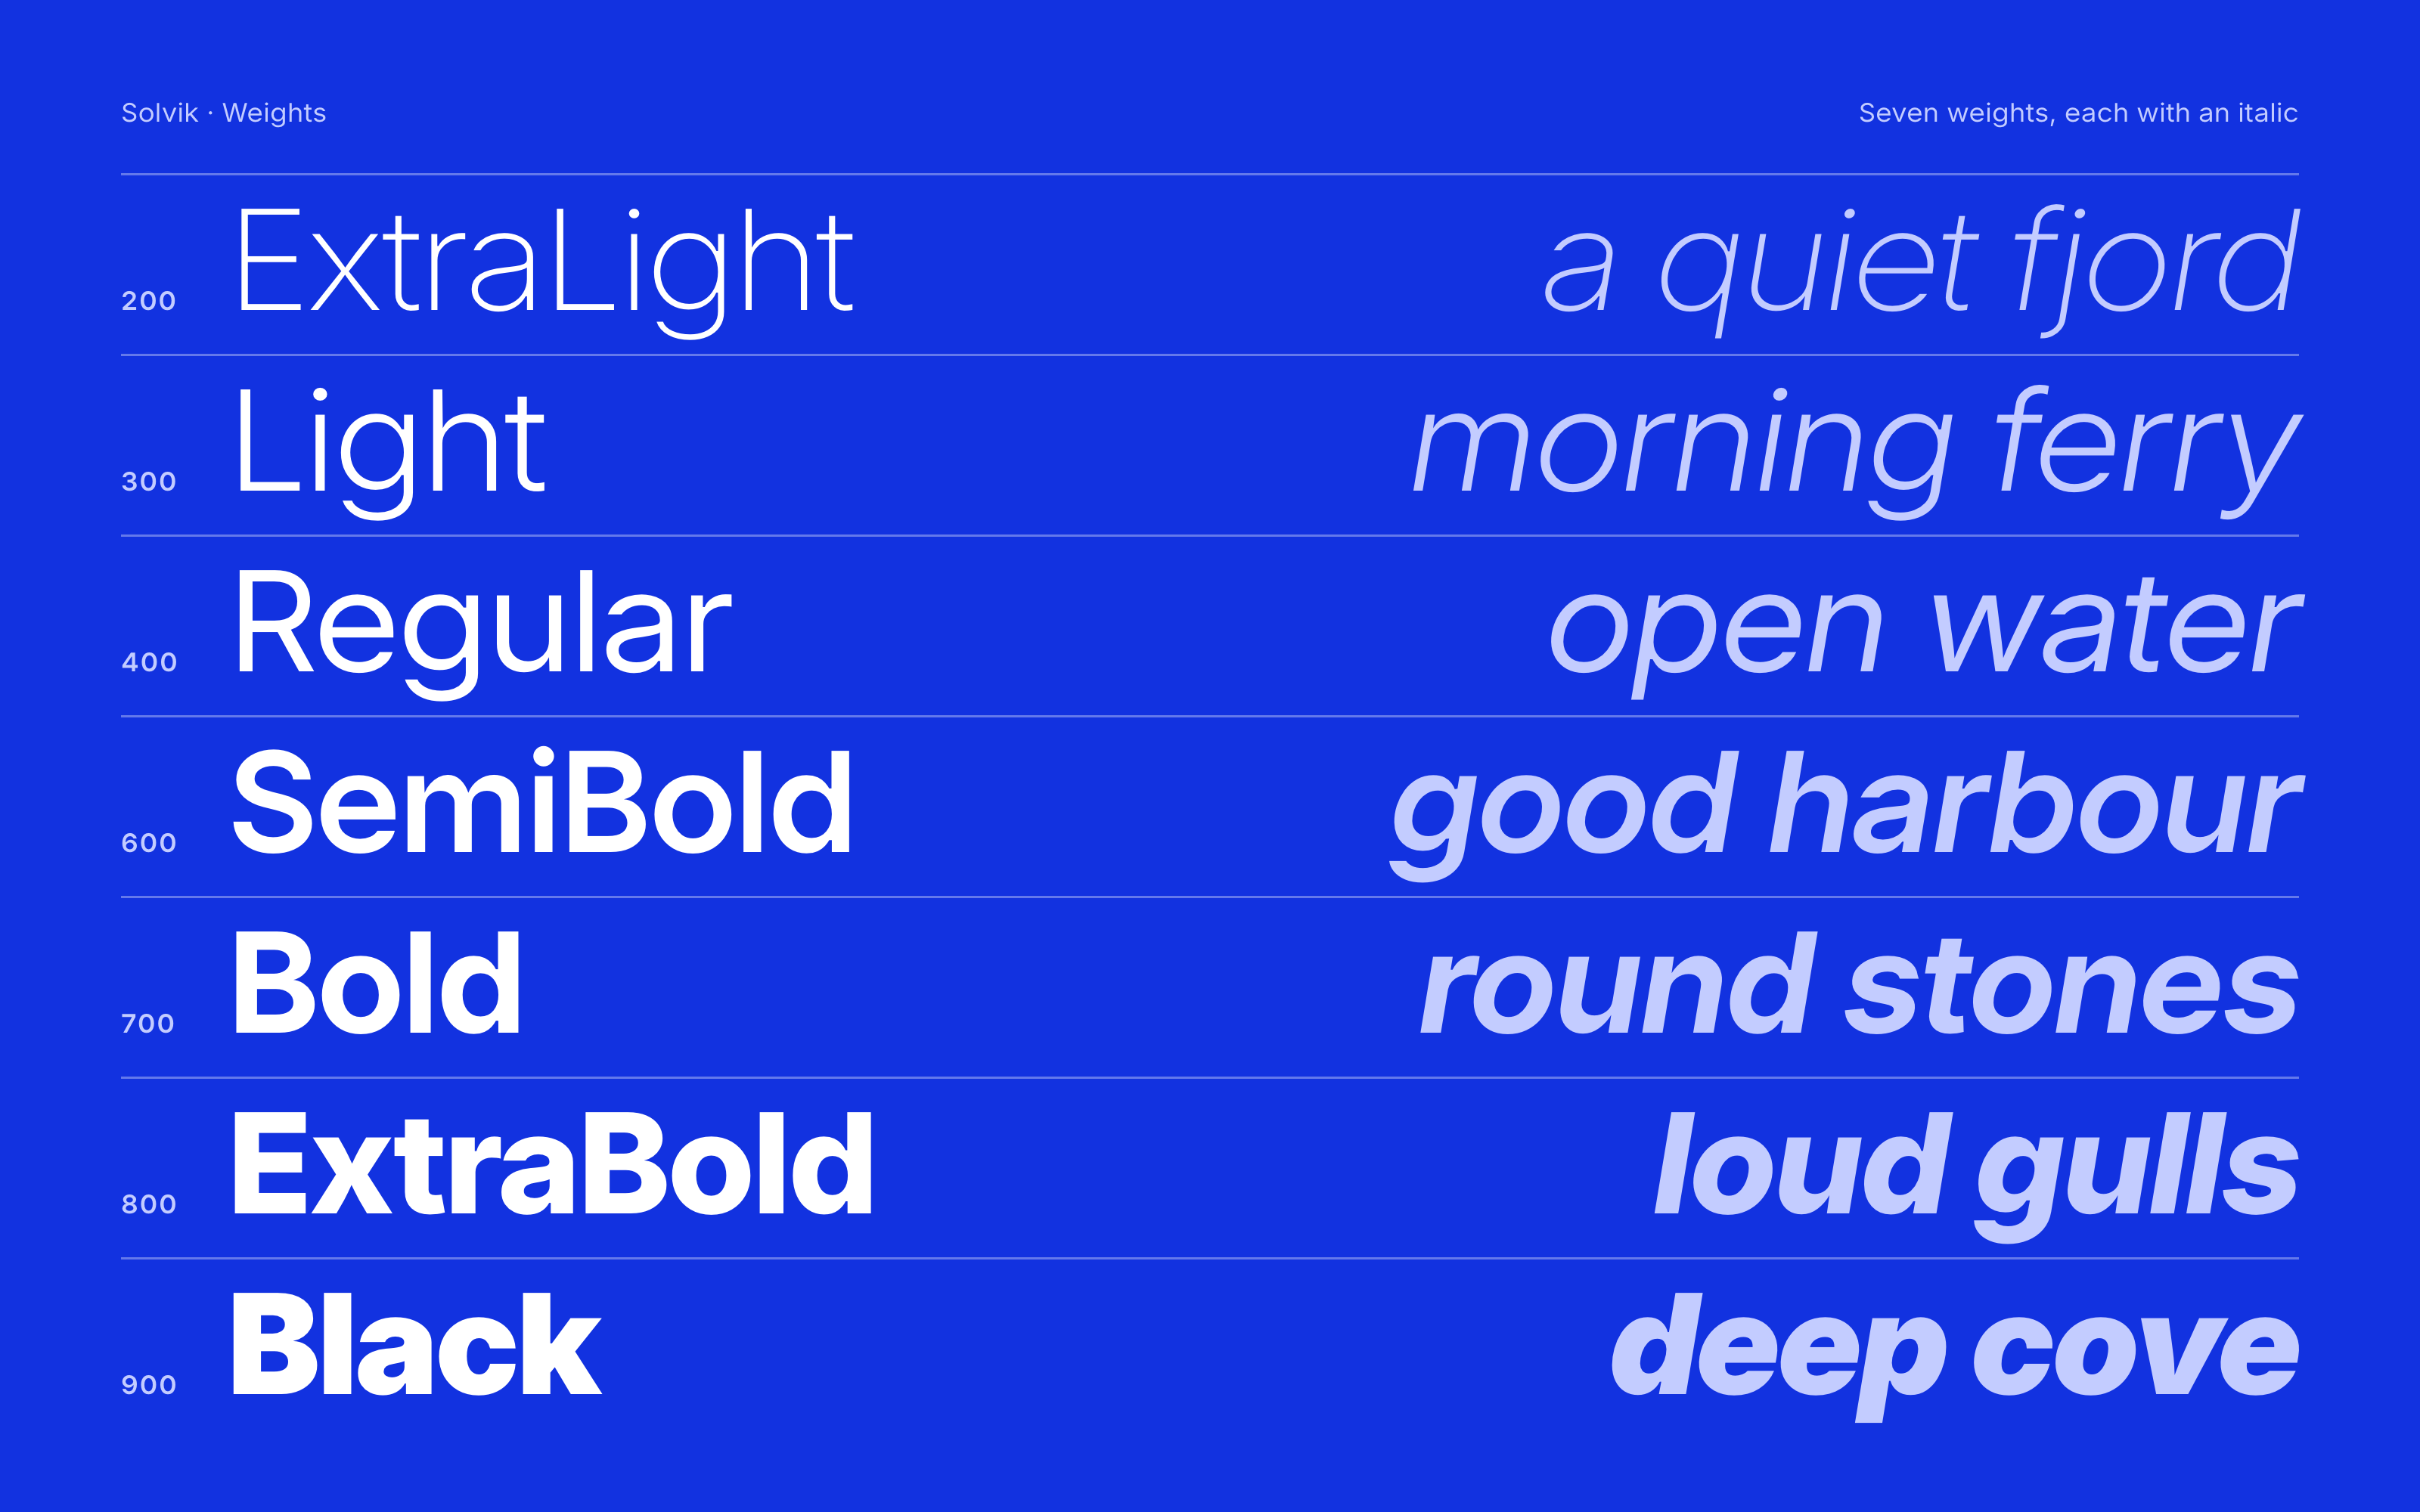 Solvik · Weights
Seven weights, each with an italic
200 ExtraLight a quiet fjord
300 Light morning ferry
400 Regular open water
600 SemiBold good harbour
700 Bold round stones
800 ExtraBold loud gulls
900 Black deep cove